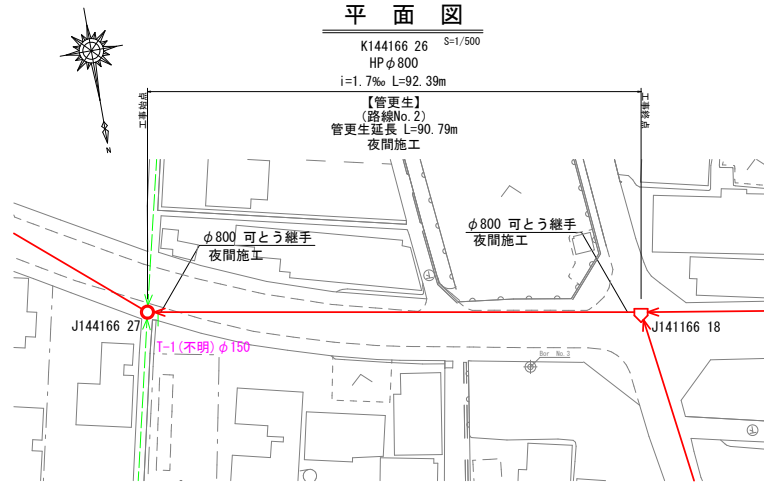 平面図
S=1/500
K144166 26
HPφ800
i=1.7‰ L=92.39m
工事始点
工事終点
【管更生】
(路線No.2)
管更生延長 L=90.79m
夜間施工
N
φ800 可とう継手
夜間施工
φ800 可とう継手
夜間施工
J144166 27
J141166 18
T-1(不明)φ150
Bor No.3